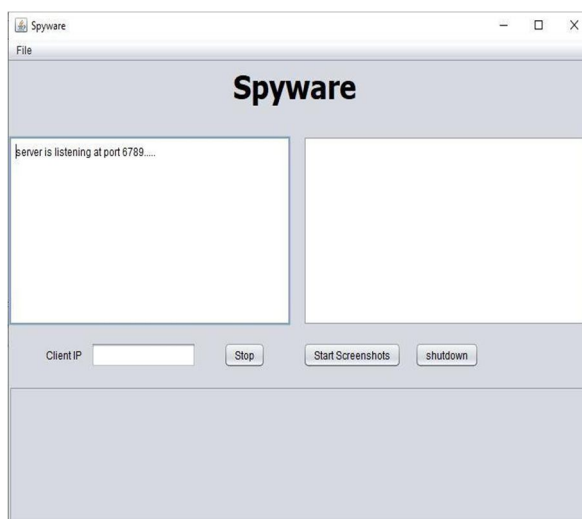 Spyware
File
Spyware
server is listening at port 6789.....
Client IP
Stop
Start Screenshots
shutdown